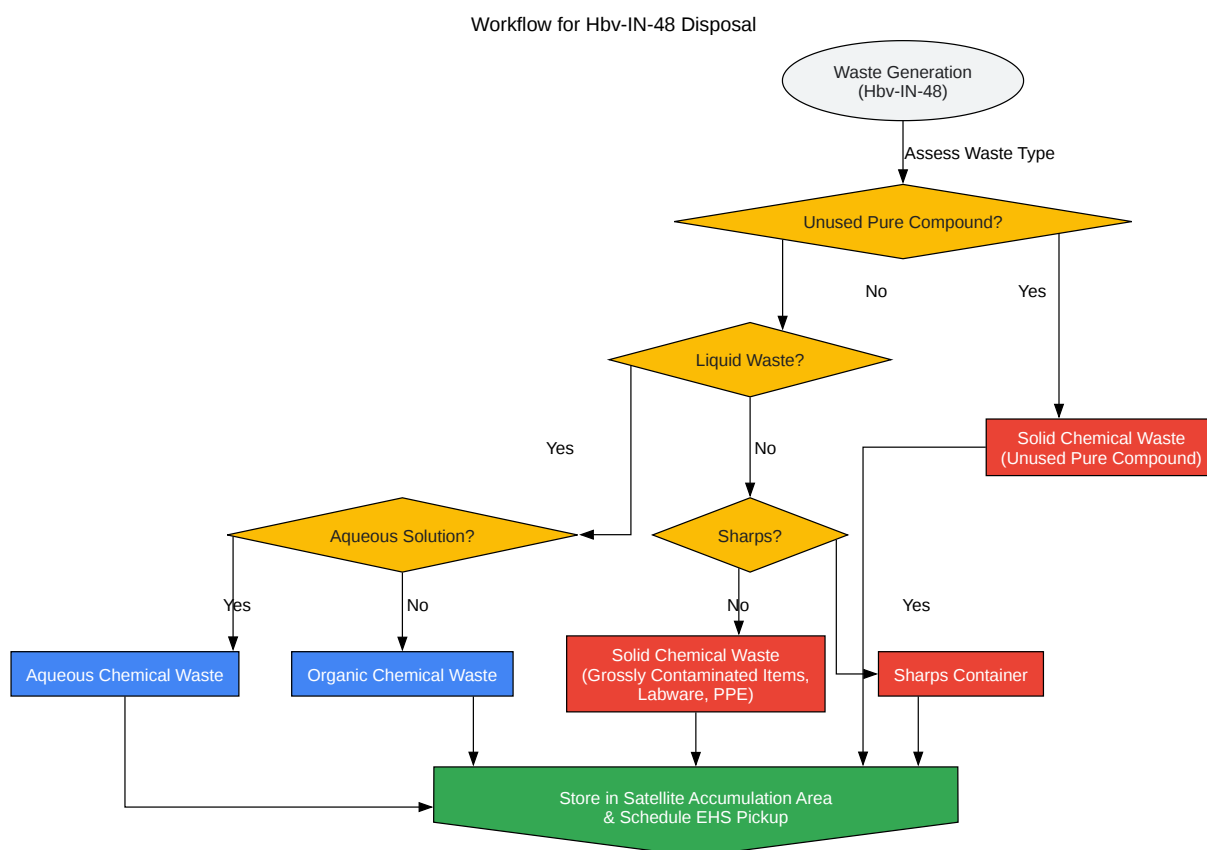 Workflow for Hbv-IN-48 Disposal
Waste Generation
(Hbv-IN-48)
Assess Waste Type
Unused Pure Compound?
No
Yes
Liquid Waste?
Yes
No
Solid Chemical Waste
(Unused Pure Compound)
Aqueous Solution?
Sharps?
Yes
No
No
Yes
Aqueous Chemical Waste
Organic Chemical Waste
Solid Chemical Waste
(Grossly Contaminated Items,
Labware, PPE)
Sharps Container
Store in Satellite Accumulation Area
& Schedule EHS Pickup